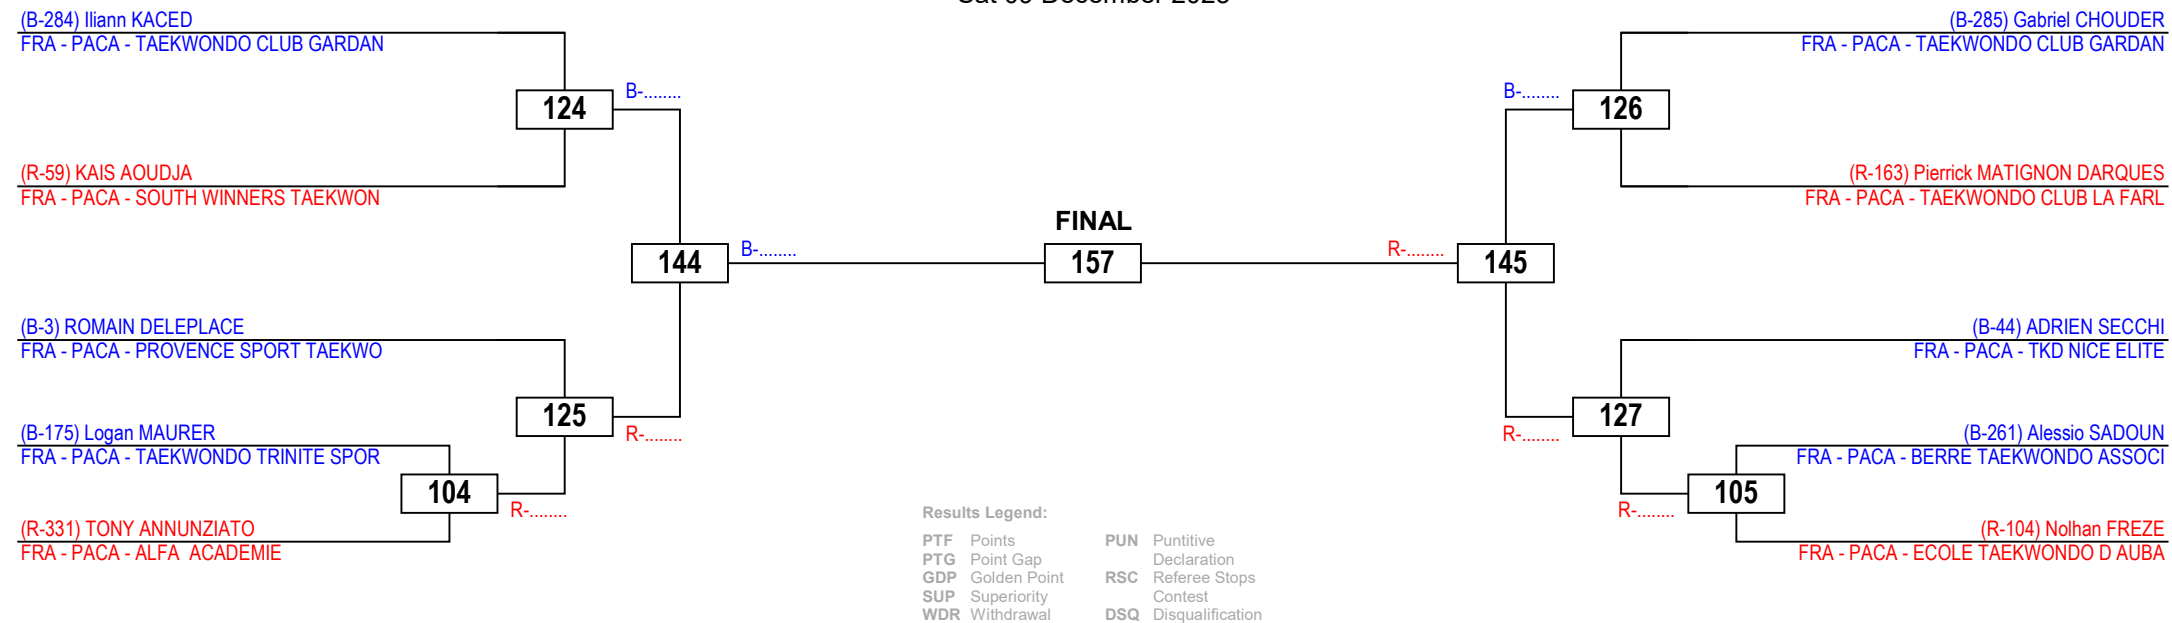 (B-284) Iliann KACED
FRA - PACA - TAEKWONDO CLUB GARDAN
124
B-........
(R-59) KAIS AOUDJA
FRA - PACA - SOUTH WINNERS TAEKWON
144
B-........
(B-3) ROMAIN DELEPLACE
FRA - PACA - PROVENCE SPORT TAEKWO
125
R-........
(B-175) Logan MAURER
FRA - PACA - TAEKWONDO TRINITE SPOR
104
R-........
(R-331) TONY ANNUNZIATO
FRA - PACA - ALFA ACADEMIE
FINAL
157
(B-285) Gabriel CHOUDER
FRA - PACA - TAEKWONDO CLUB GARDAN
B-........
126
(R-163) Pierrick MATIGNON DARQUES
FRA - PACA - TAEKWONDO CLUB LA FARL
R-........
145
(B-44) ADRIEN SECCHI
FRA - PACA - TKD NICE ELITE
R-........
127
(B-261) Alessio SADOUN
FRA - PACA - BERRE TAEKWONDO ASSOCI
R-........
105
(R-104) Nolhan FREZE
FRA - PACA - ECOLE TAEKWONDO D AUBA
Results Legend:
PTF Points
PTG Point Gap
GDP Golden Point
SUP Superiority
WDR Withdrawal
PUN Puntitive
Declaration
RSC Referee Stops
Contest
DSQ Disqualification